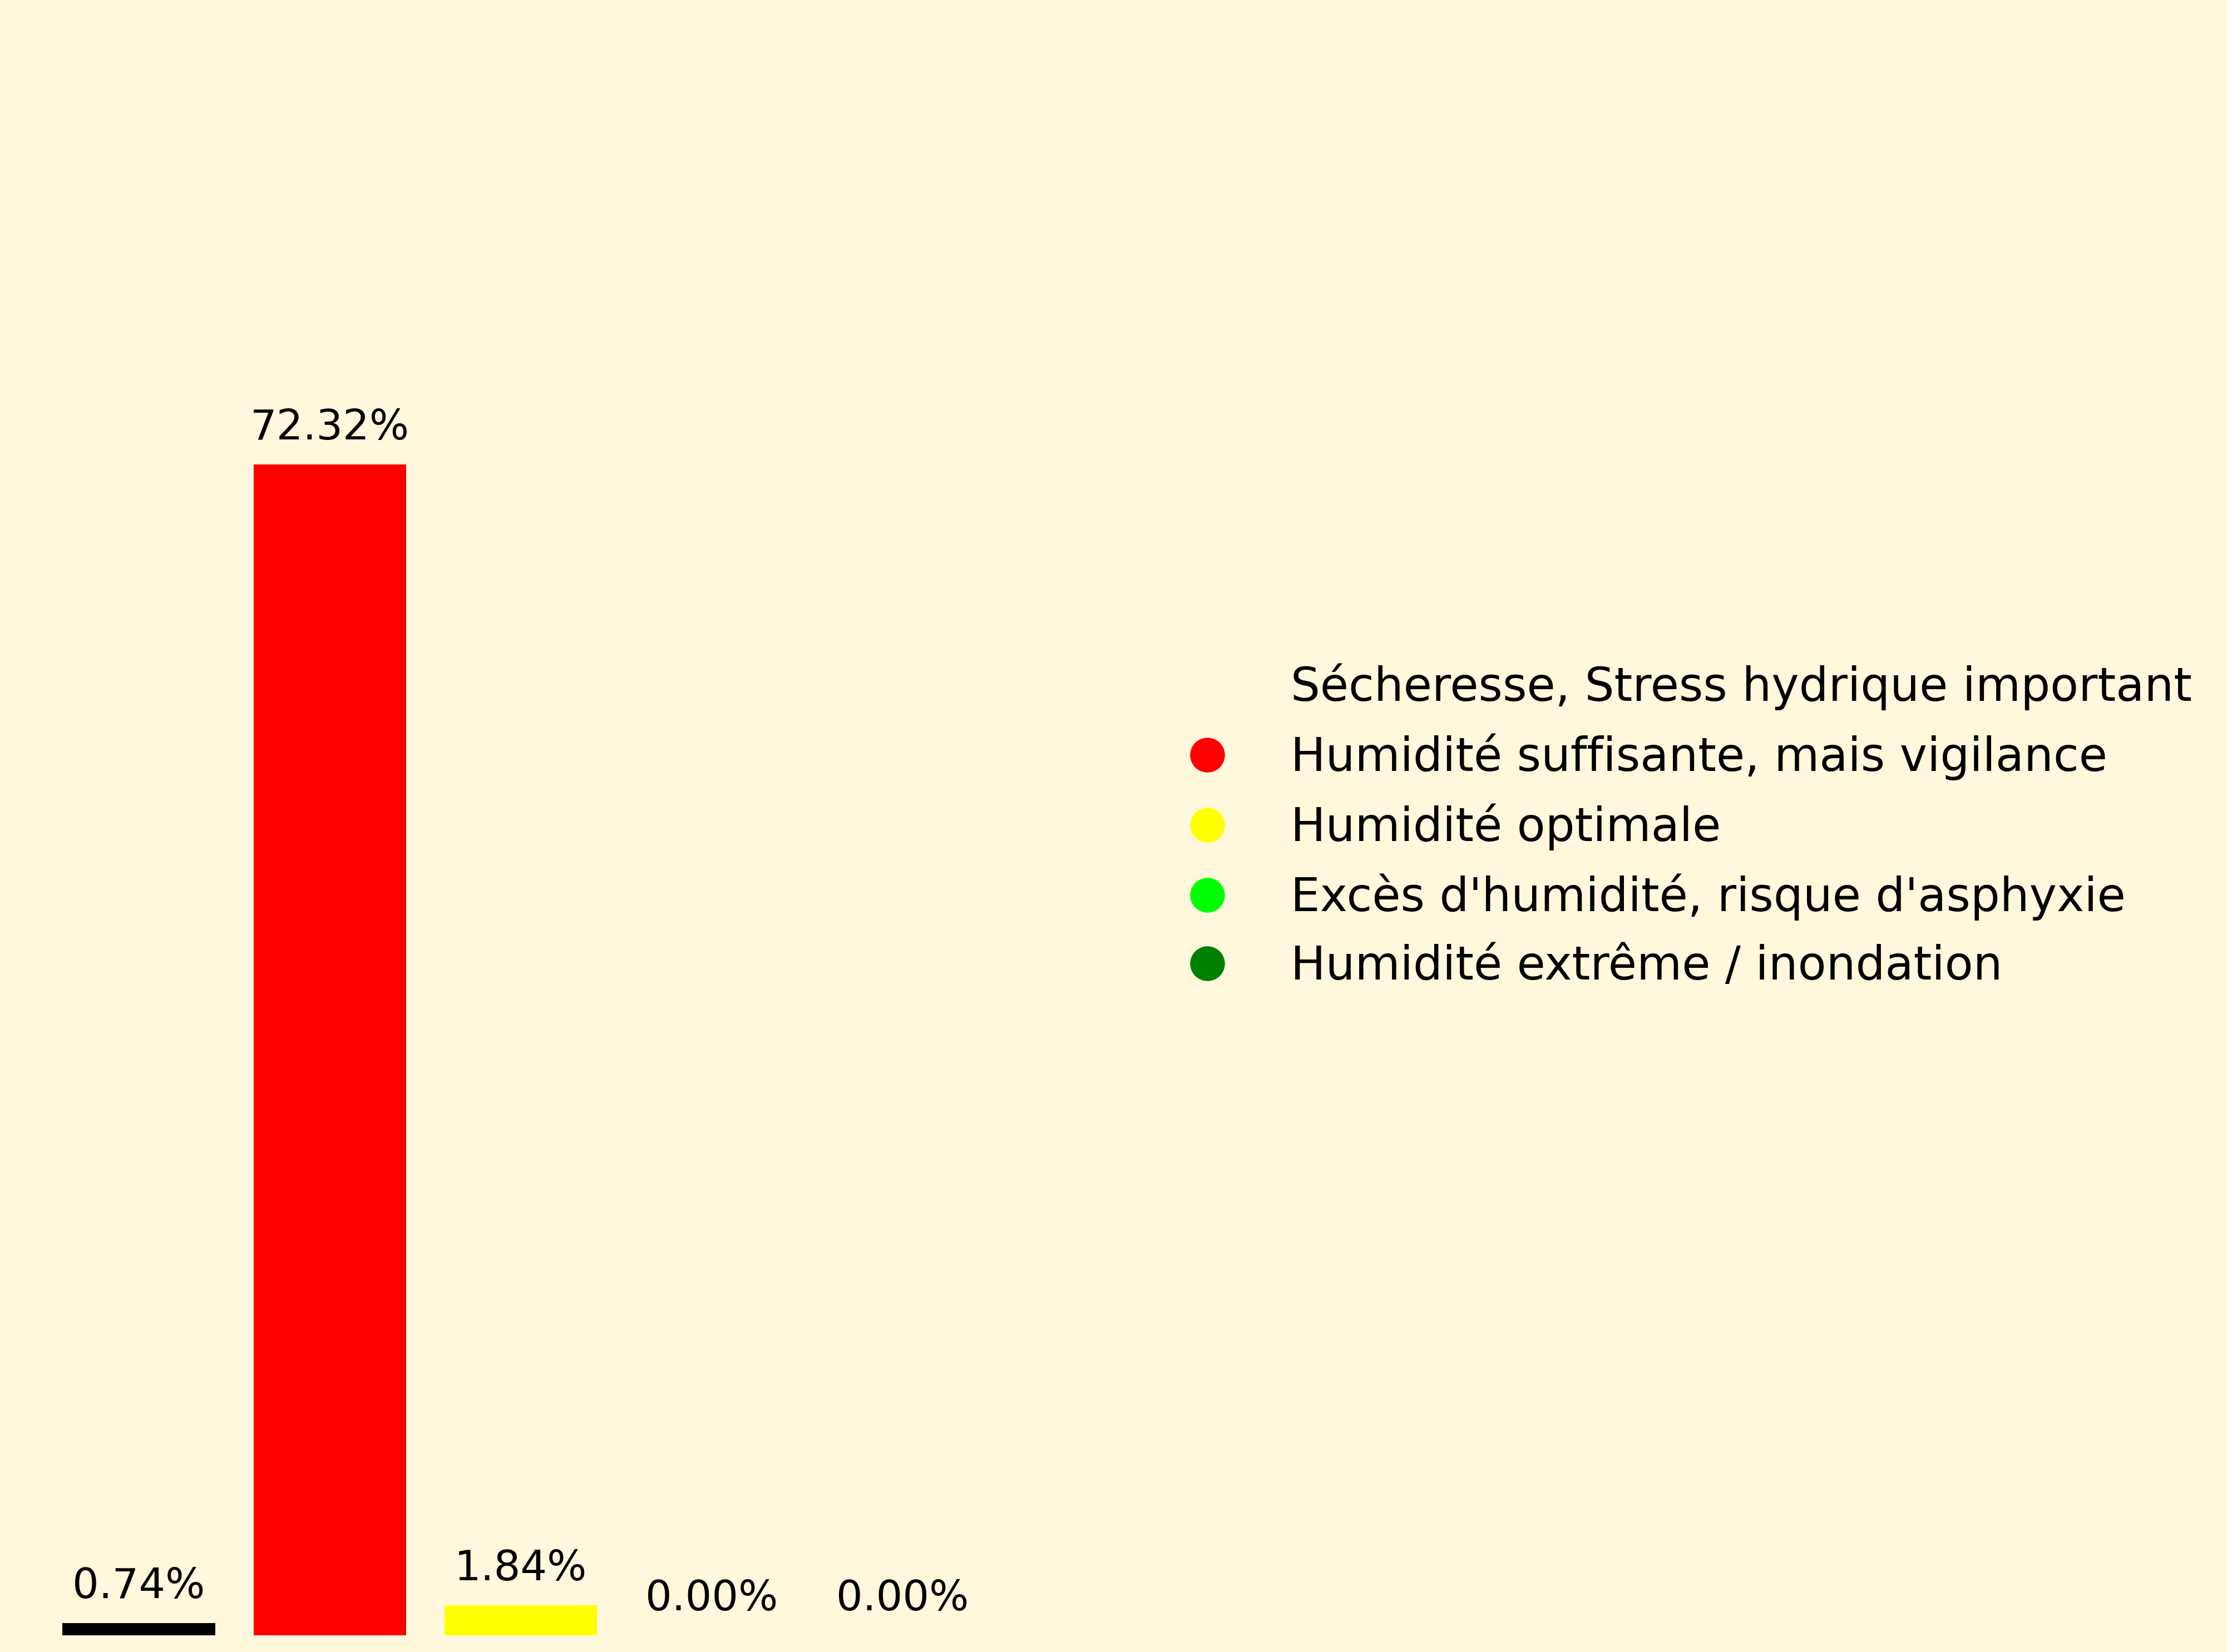 72.32%
0.74%
1.84%
0.00%
0.00%
Sécheresse, Stress hydrique important
Humidité suffisante, mais vigilance
Humidité optimale
Excès d'humidité, risque d'asphyxie
Humidité extrême / inondation